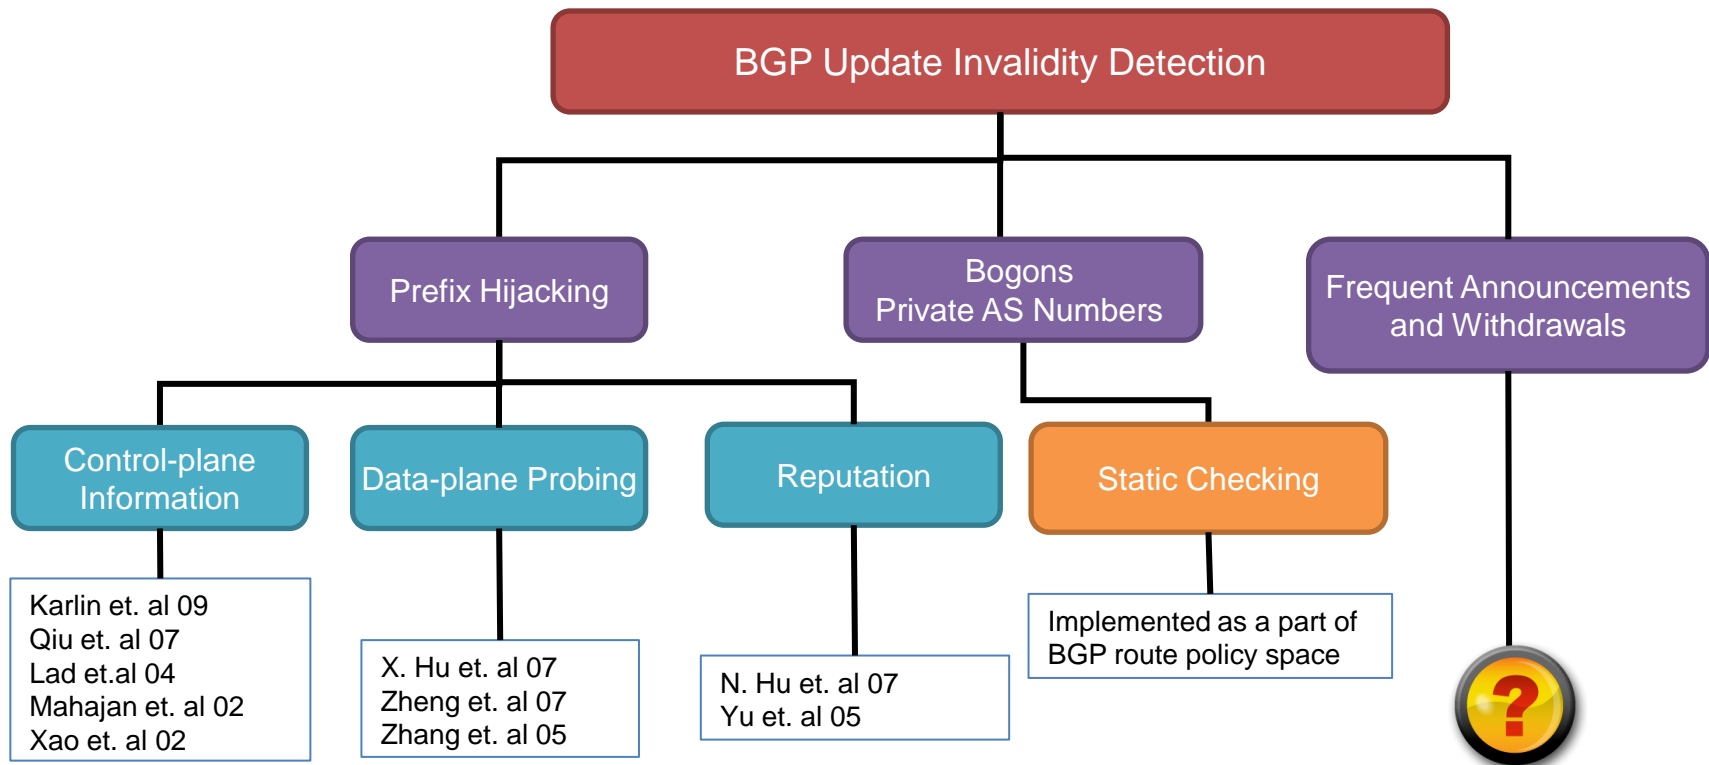 BGP Update Invalidity Detection
Prefix Hijacking
Bogons
Private AS Numbers
Frequent Announcements
and Withdrawals
Control-plane
Information
Data-plane Probing
Reputation
Static Checking
Karlin et. al 09
Qiu et. al 07
Lad et.al 04
Mahajan et. al 02
Xao et. al 02
X. Hu et. al 07
Zheng et. al 07
Zhang et. al 05
N. Hu et. al 07
Yu et. al 05
Implemented as a part of
BGP route policy space
?